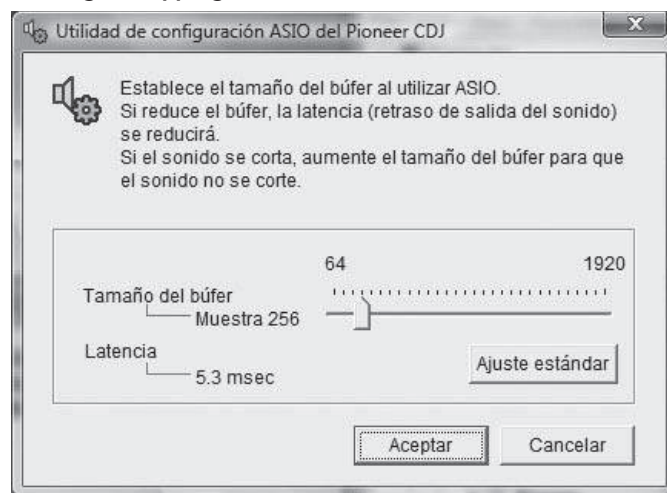 Utilidad de configuración ASIO del Pioneer CDJ
X
Establece el tamaño del búfer al utilizar ASIO.
Si reduce el búfer, la latencia (retraso de salida del sonido)
se reducirá.
Si el sonido se corta, aumente el tamaño del búfer para que
el sonido no se corte.
64 1920
Tamaño del búfer
Muestra 256
Latencia
5.3 msec
Ajuste estándar
Aceptar Cancelar